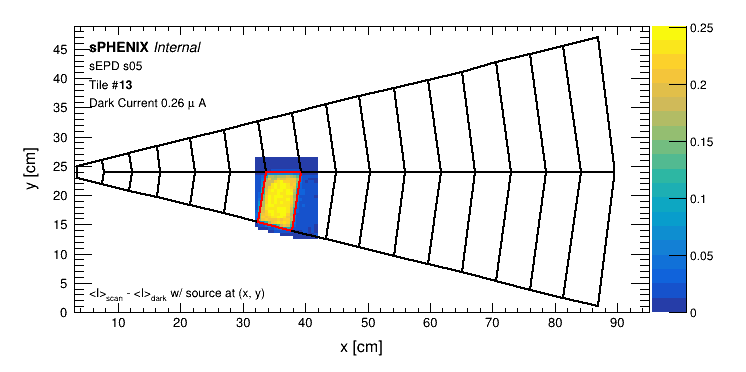 sPHENIX Internal
sEPD s05
Tile #13
Dark Current 0.26 μ A
<I>scan - <I>dark w/ source at (x, y)
y [cm]
45
40
35
30
25
20
15
10
5
0
10 20 30 40 50 60 70 80 90
x [cm]
0.25
0.2
0.15
0.1
0.05
0